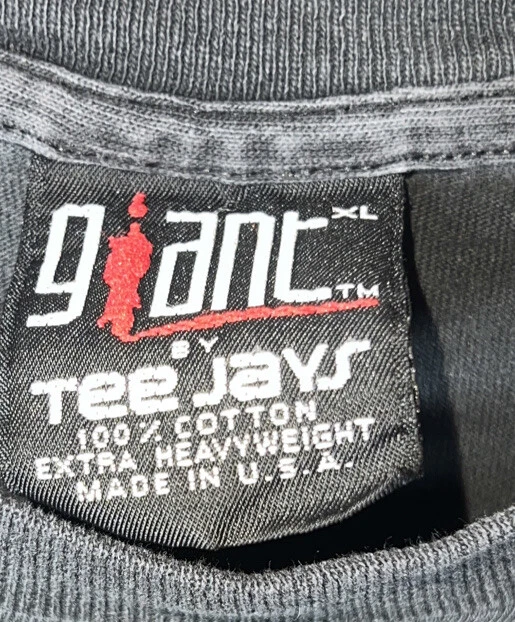 giant XL
TM
BY
Tee Jays
100% COTTON
EXTRA HEAVYWEIGHT
MADE IN U.S.A.